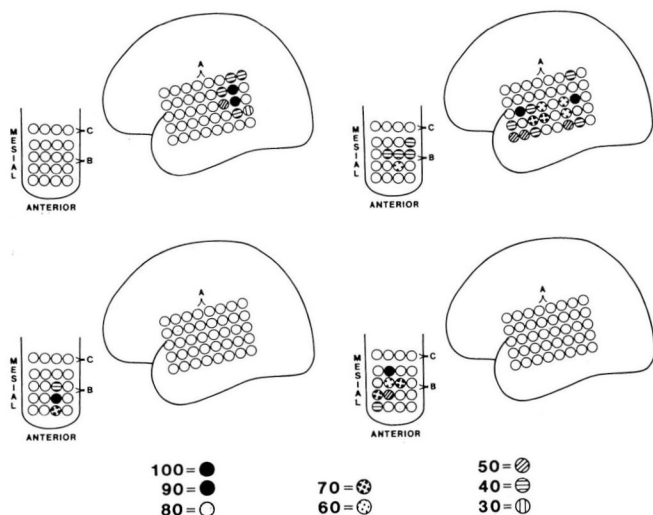 A
A
MESIAL
C
B
ANTERIOR
MESIAL
C
B
ANTERIOR
A
A
MESIAL
C
B
ANTERIOR
MESIAL
C
B
ANTERIOR
100=
90=
80=
70=
60=
50=
40=
30=